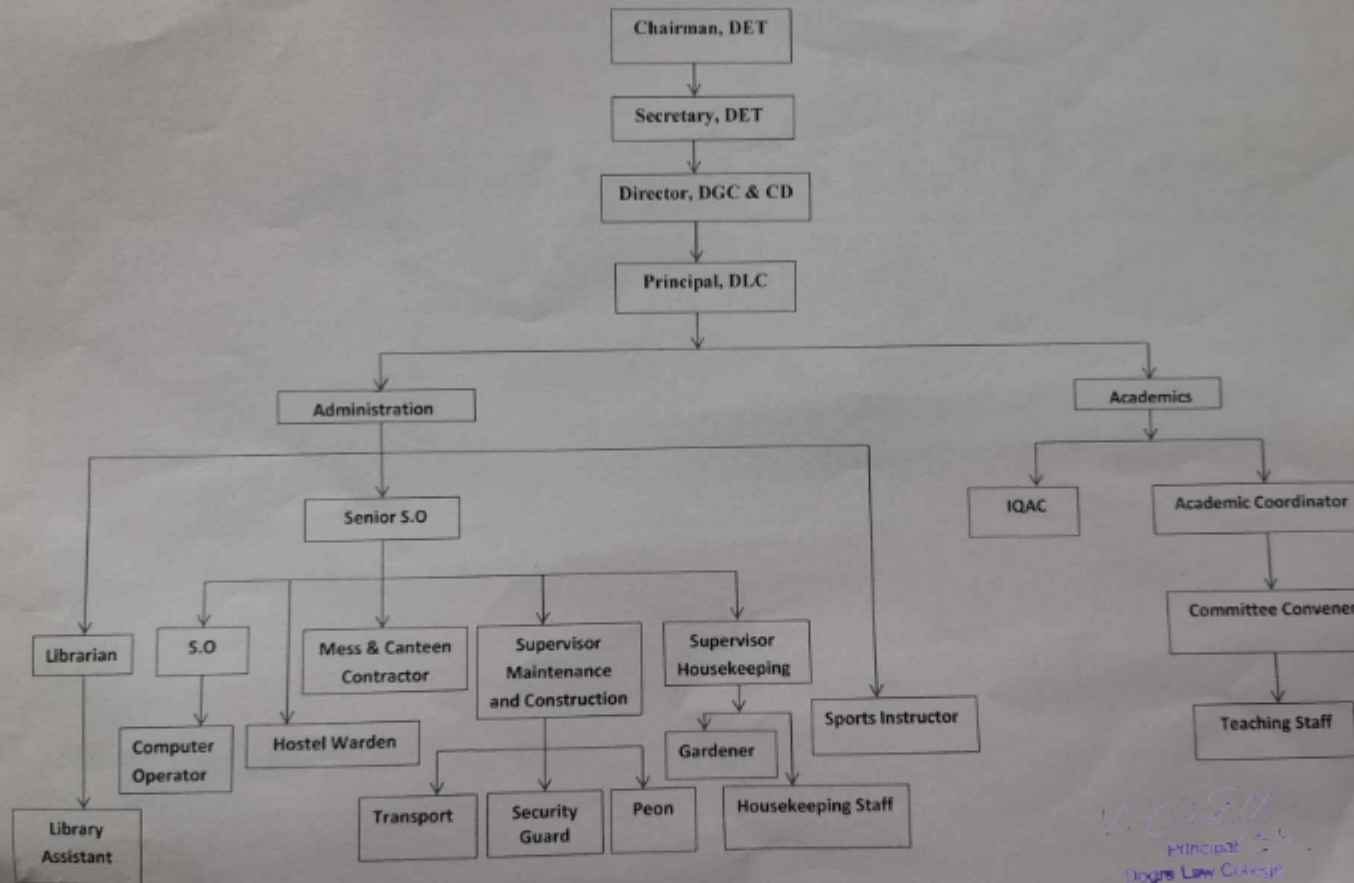 Chairman, DET
Secretary, DET
Director, DGC & CD
Principal, DLC
Administration
Academics
Senior S.O
IQAC
Academic Coordinator
Librarian
S.O
Mess & Canteen
Contractor
Supervisor
Maintenance
and Construction
Supervisor
Housekeeping
Committee Convener
Computer
Operator
Hostel Warden
Gardener
Sports Instructor
Teaching Staff
Library
Assistant
Transport
Security
Guard
Peon
Housekeeping Staff
Principal
Dogra Law College